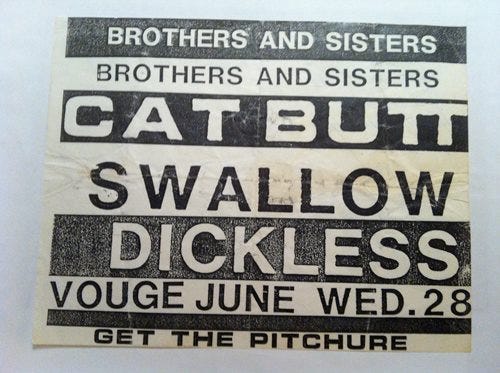 BROTHERS AND SISTERS
BROTHERS AND SISTERS
CAT BUTT
SWALLOW
DICKLESS
VOUGE JUNE WED. 28
GET THE PITCHURE